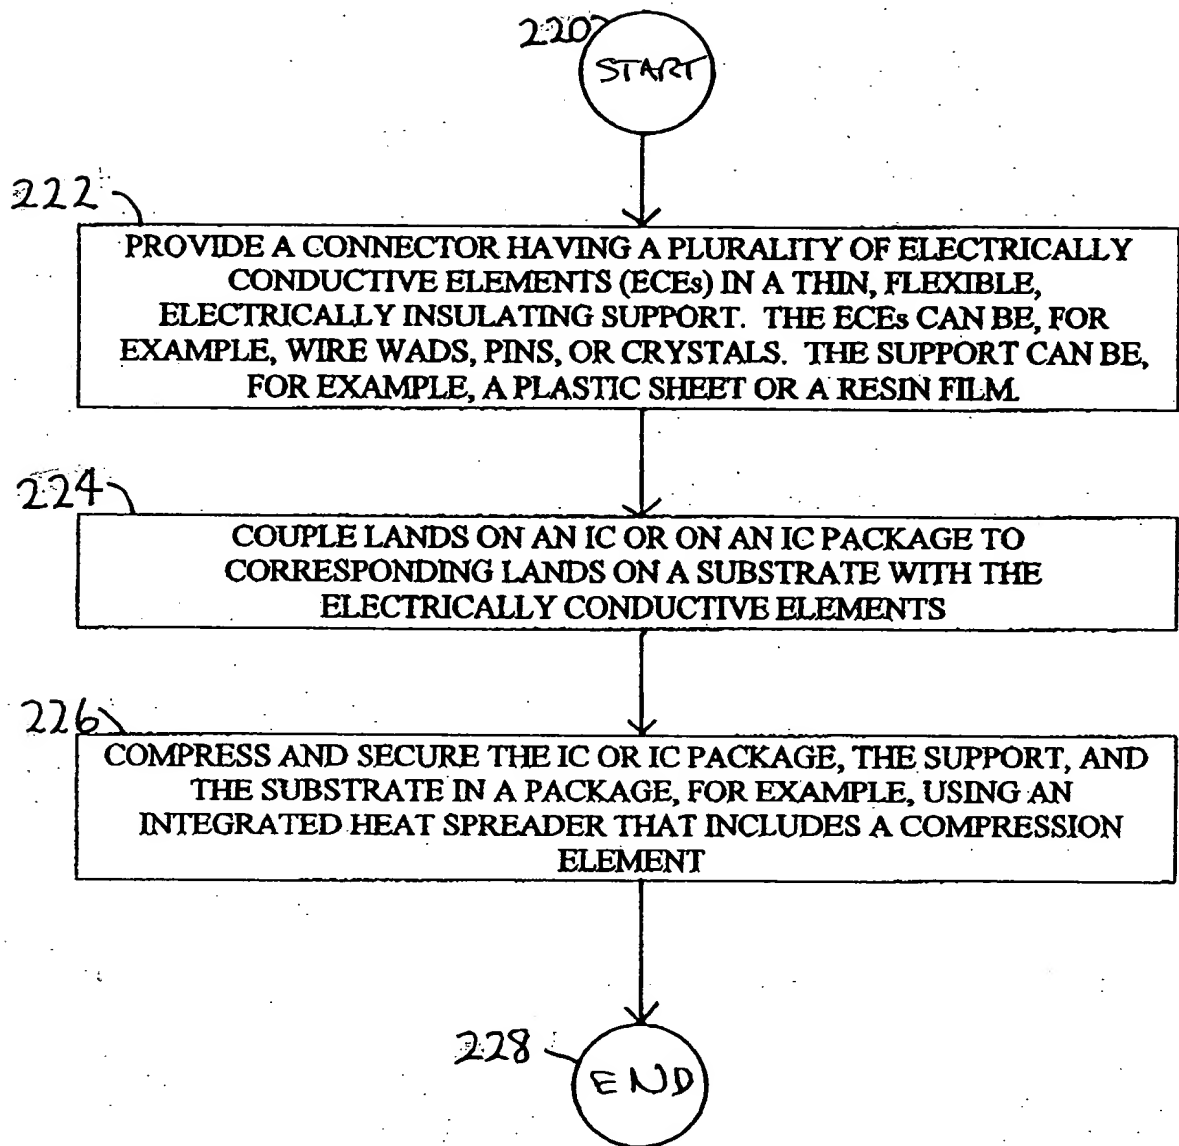 220
START
222
PROVIDE A CONNECTOR HAVING A PLURALITY OF ELECTRICALLY
CONDUCTIVE ELEMENTS (ECEs) IN A THIN, FLEXIBLE,
ELECTRICALLY INSULATING SUPPORT. THE ECEs CAN BE, FOR
EXAMPLE, WIRE WADS, PINS, OR CRYSTALS. THE SUPPORT CAN BE,
FOR EXAMPLE, A PLASTIC SHEET OR A RESIN FILM.
224
COUPLE LANDS ON AN IC OR ON AN IC PACKAGE TO
CORRESPONDING LANDS ON A SUBSTRATE WITH THE
ELECTRICALLY CONDUCTIVE ELEMENTS
226
COMPRESS AND SECURE THE IC OR IC PACKAGE, THE SUPPORT, AND
THE SUBSTRATE IN A PACKAGE, FOR EXAMPLE, USING AN
INTEGRATED HEAT SPREADER THAT INCLUDES A COMPRESSION
ELEMENT
228
END